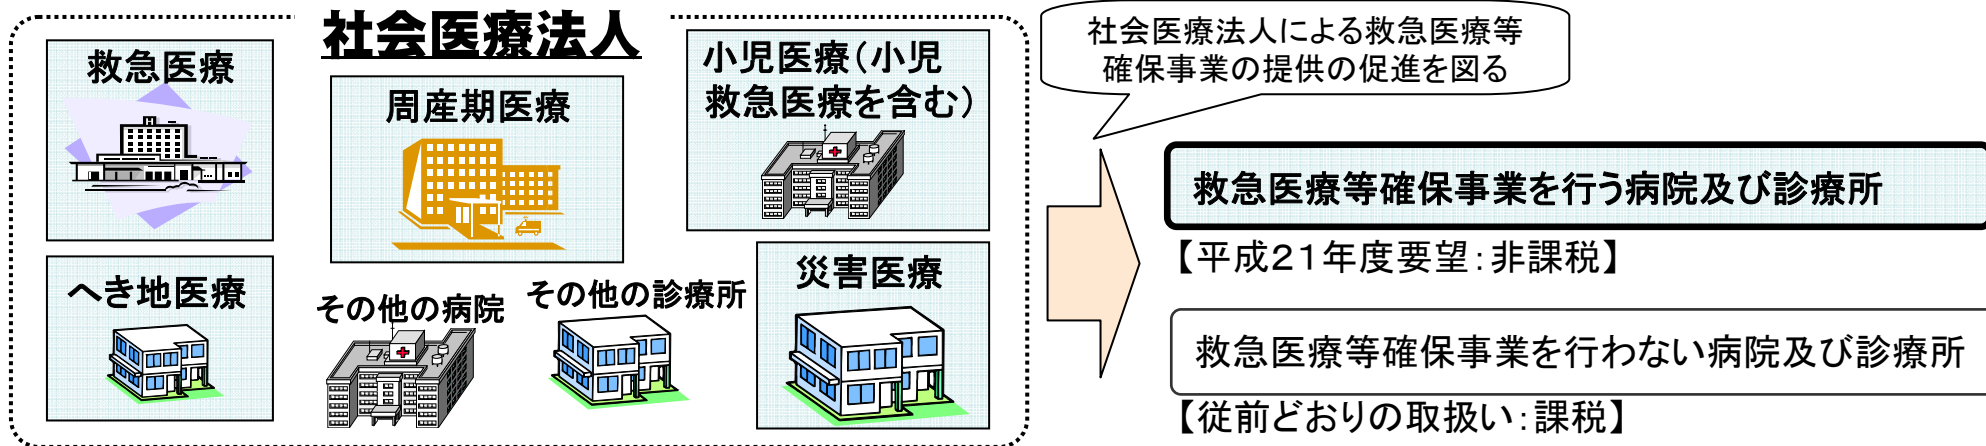 社会医療法人
救急医療
周産期医療
小児医療（小児
救急医療を含む）
へき地医療
その他の病院
その他の診療所
災害医療
社会医療法人による救急医療等
確保事業の提供の促進を図る
救急医療等確保事業を行う病院及び診療所
【平成２１年度要望：非課税】
救急医療等確保事業を行わない病院及び診療所
【従前どおりの取扱い：課税】